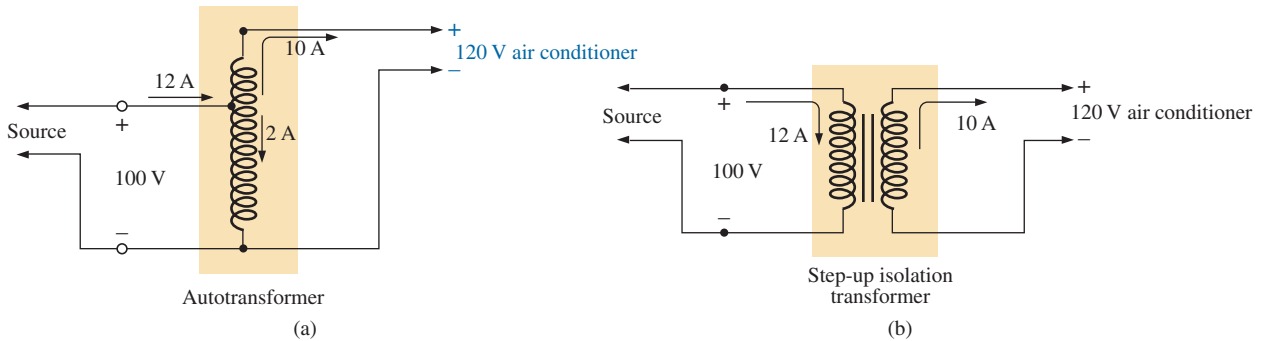 10 A
+
120 V air conditioner
−
12 A
Source
+
2 A
100 V
−
Autotransformer
(a)
+
12 A
10 A
+
120 V air conditioner
−
Source
100 V
−
Step-up isolation
transformer
(b)